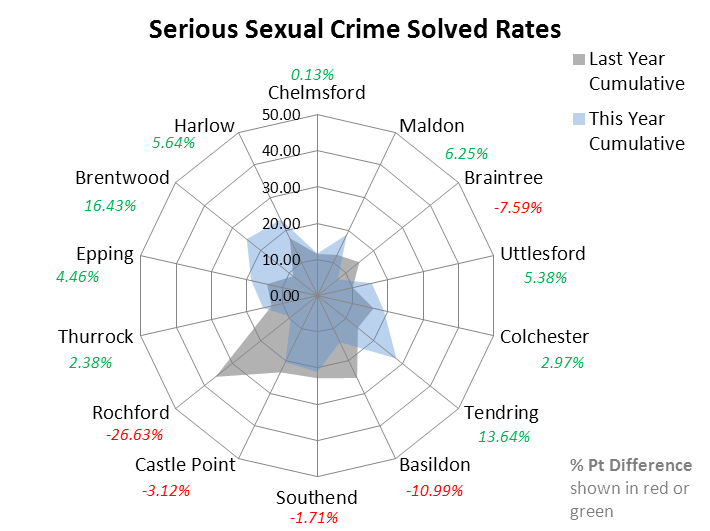 Serious Sexual Crime Solved Rates
Last Year
Cumulative
This Year
Cumulative
0.13%
Chelmsford
Maldon
6.25%
Braintree
-7.59%
Uttlesford
5.38%
Colchester
2.97%
Tendring
13.64%
Basildon
-10.99%
Southend
-1.71%
Castle Point
-3.12%
Rochford
-26.63%
Thurrock
2.38%
Epping
4.46%
Brentwood
16.43%
Harlow
5.64%
50.00
40.00
30.00
20.00
10.00
0.00
% Pt Difference
shown in red or
green